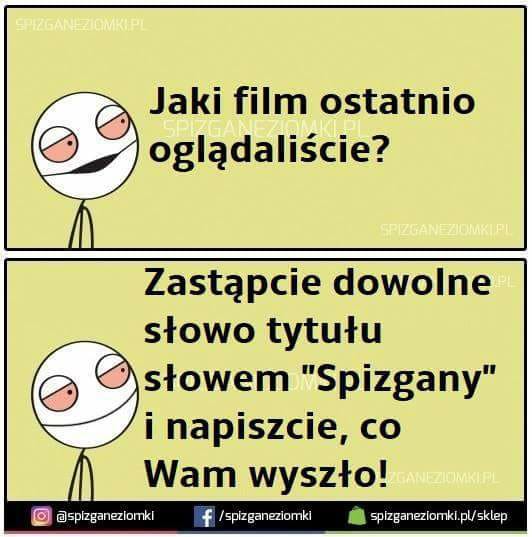 SPIZGANEZIOMKI.PL
Jaki film ostatnio
SPIZGANEZIOMKI.PL
oglądaliście?
SPIZGANEZIOMKI.PL
Zastąpcie dowolne
słowo tytułu
słowem "Spizgany"
i napiszcie, co
Wam wyszło!
@spizganeziomki
/spizganeziomki
spizganeziomki.pl/sklep